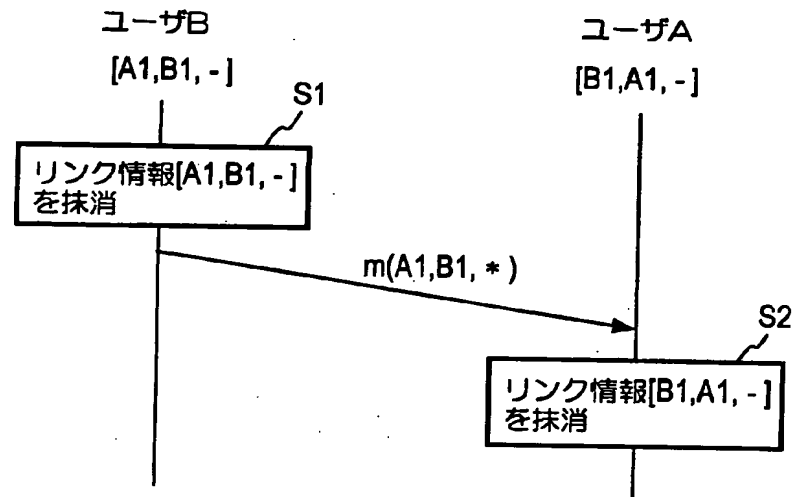 ユーザB
[A1,B1, - ]
ユーザA
[B1,A1, - ]
S1
リンク情報[A1,B1, - ]
を抹消
m(A1,B1, * )
S2
リンク情報[B1,A1, - ]
を抹消